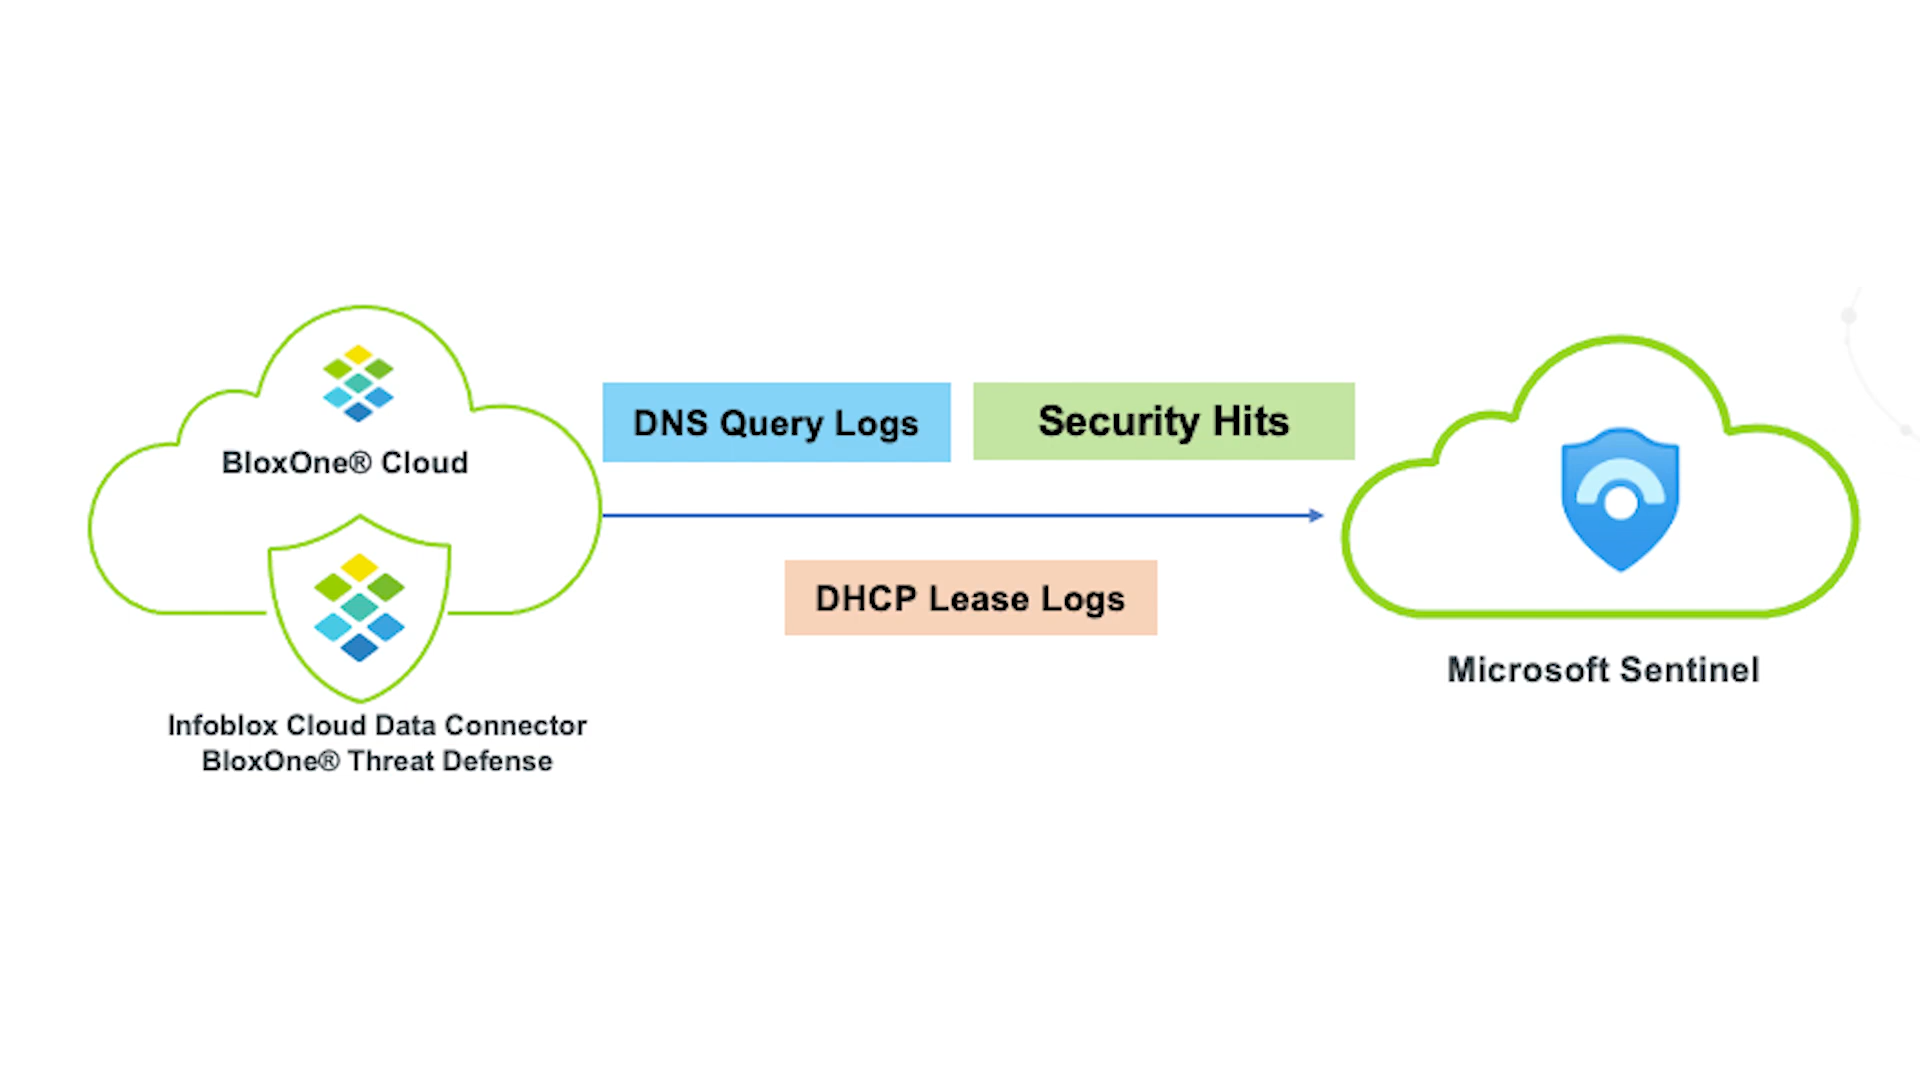 BloxOne® Cloud
DNS Query Logs
Security Hits
DHCP Lease Logs
Microsoft Sentinel
Infoblox Cloud Data Connector
BloxOne® Threat Defense